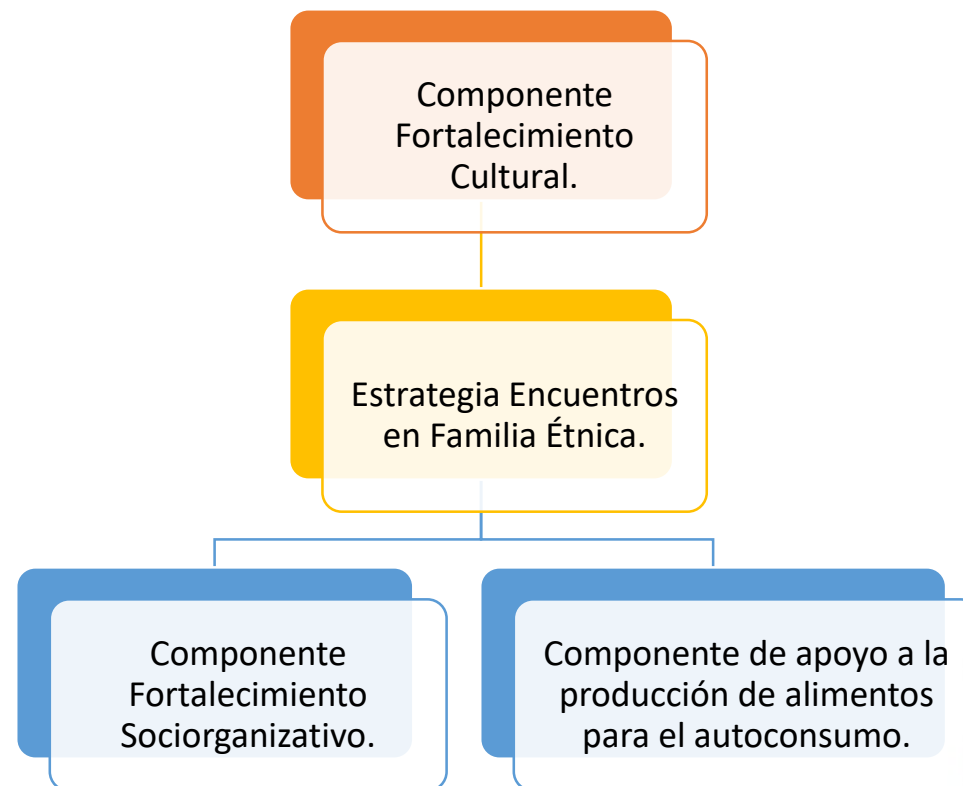 Componente
Fortalecimiento
Cultural.
Estrategia Encuentros
en Familia Étnica.
Componente
Fortalecimiento
Sociorganizativo.
Componente de apoyo a la
producción de alimentos
para el autoconsumo.